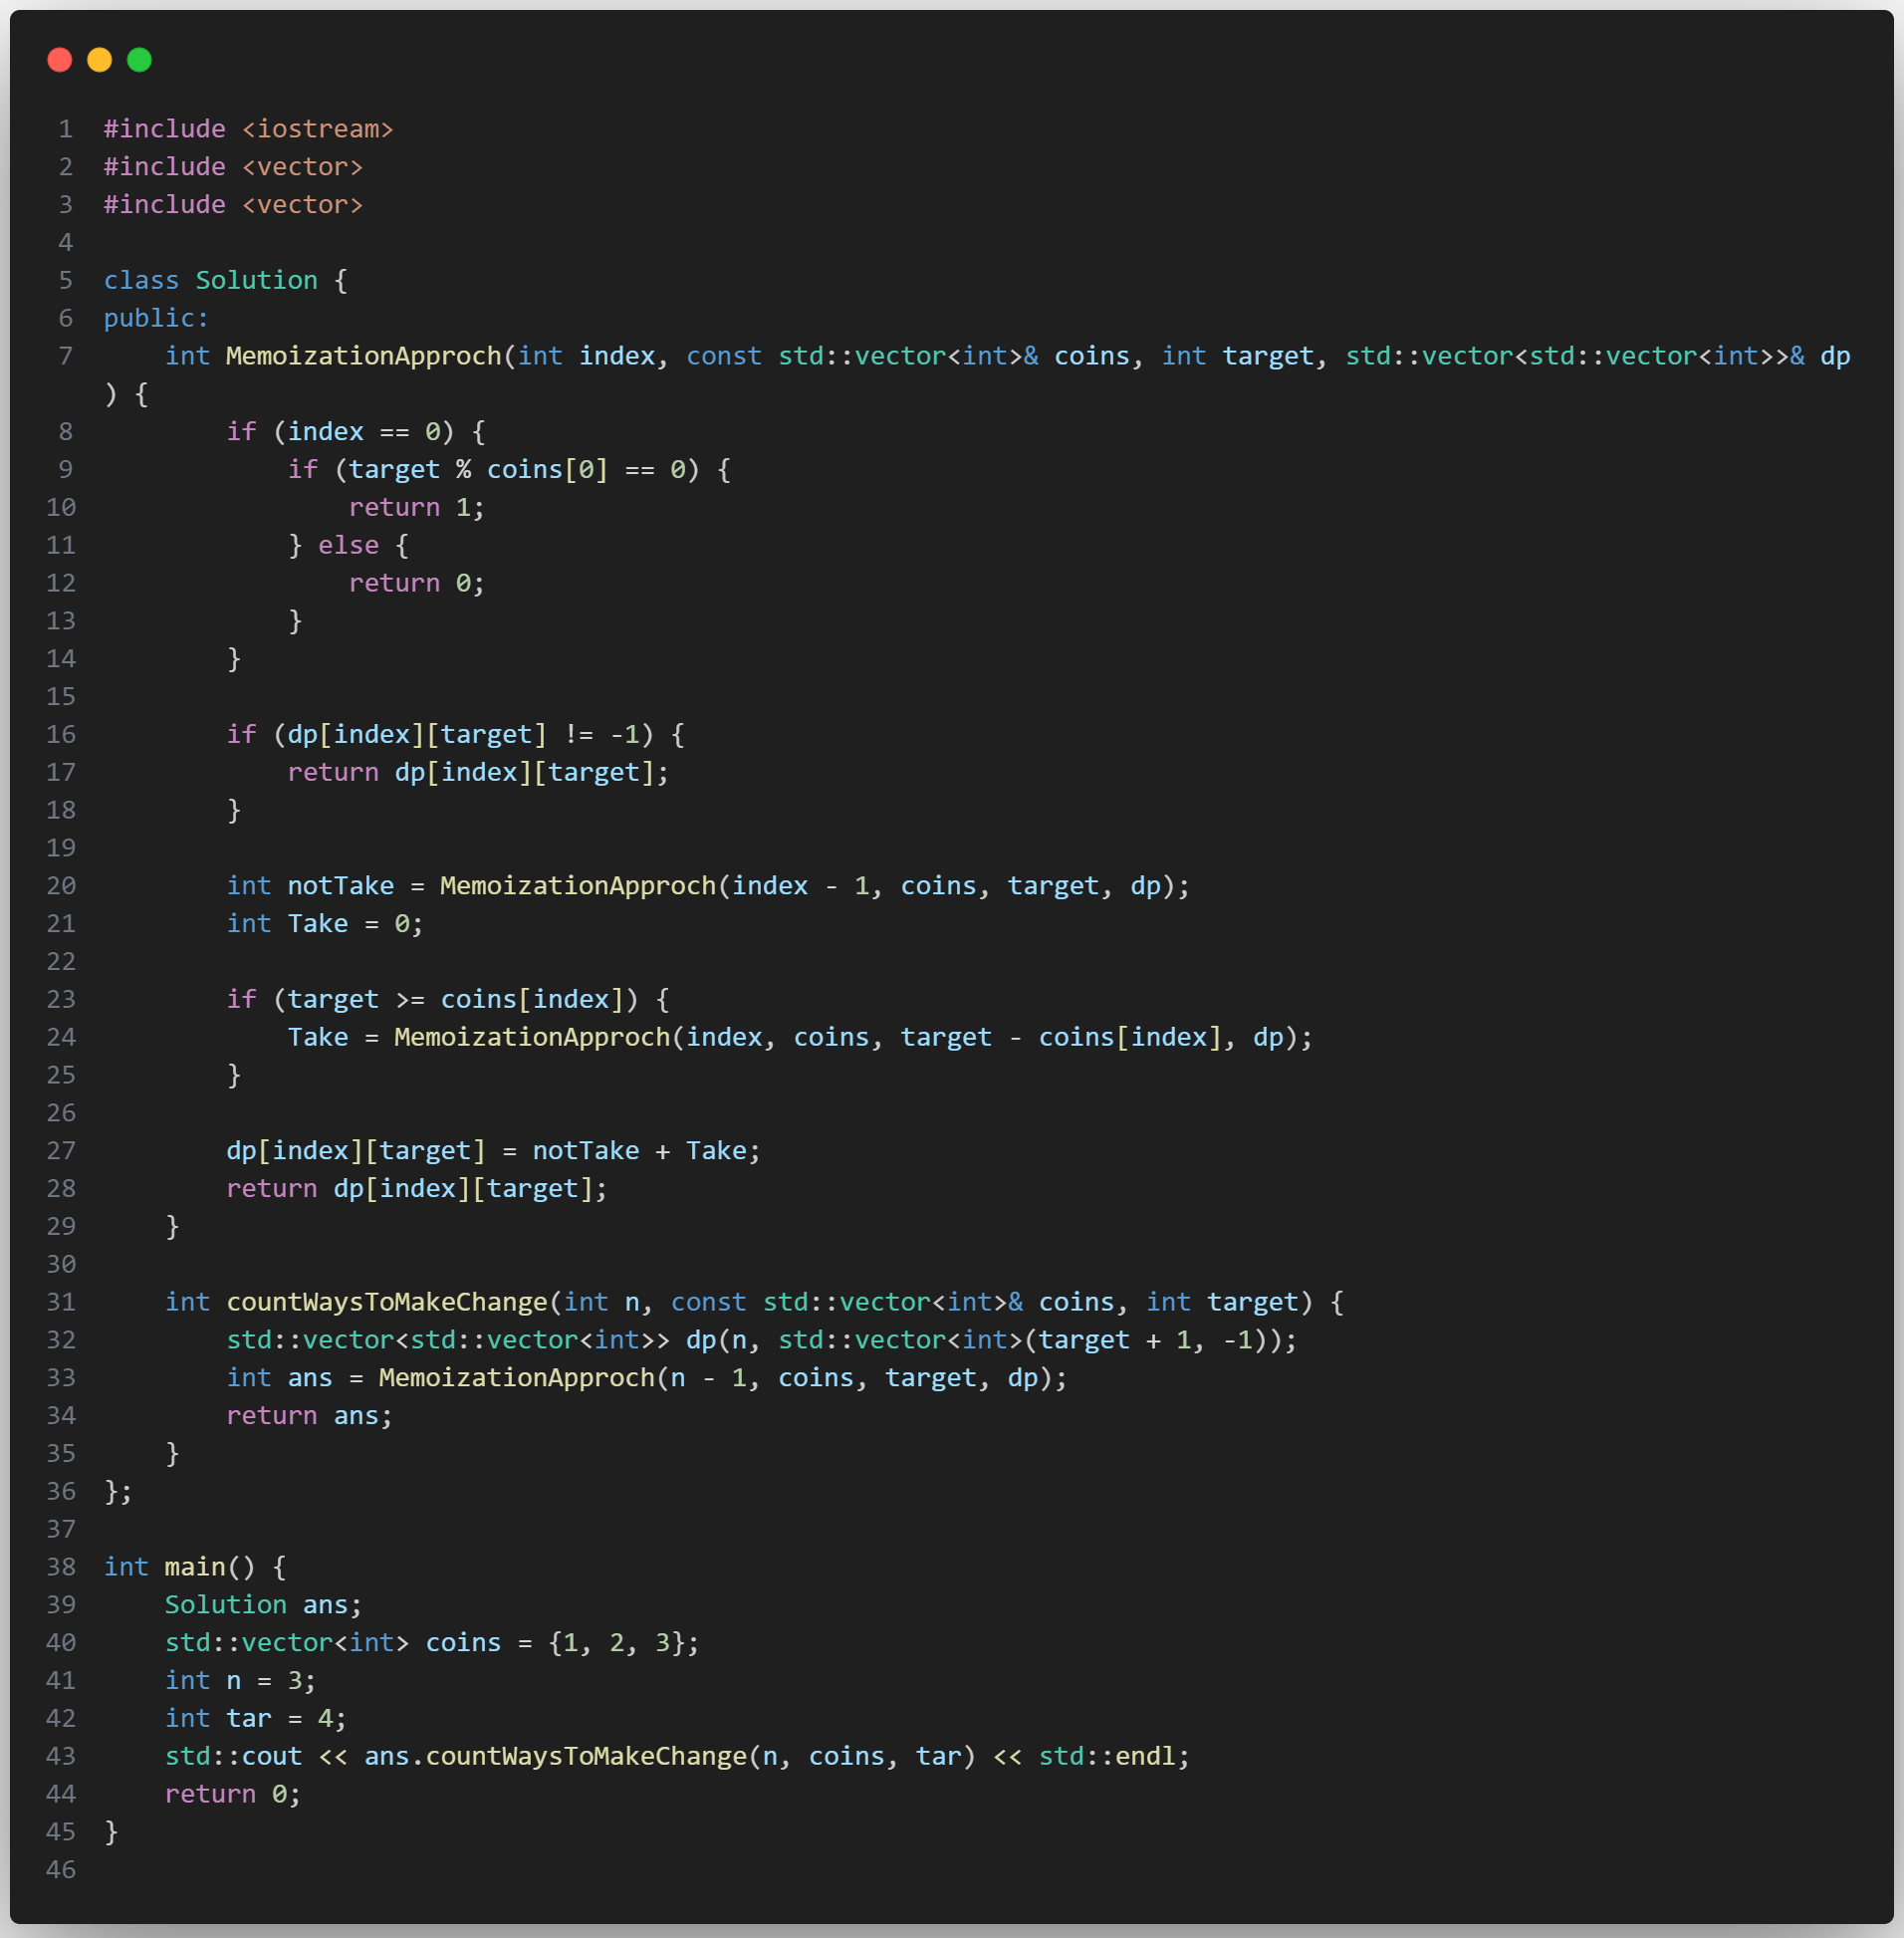 1 #include <iostream>
2 #include <vector>
3 #include <vector>
4
5 class Solution {
6 public:
7     int MemoizationApproch(int index, const std::vector<int>& coins, int target, std::vector<std::vector<int>>& dp
) {
8         if (index == 0) {
9             if (target % coins[0] == 0) {
10                 return 1;
11             } else {
12                 return 0;
13             }
14         }
15
16         if (dp[index][target] != -1) {
17             return dp[index][target];
18         }
19
20         int notTake = MemoizationApproch(index - 1, coins, target, dp);
21         int Take = 0;
22
23         if (target >= coins[index]) {
24             Take = MemoizationApproch(index, coins, target - coins[index], dp);
25         }
26
27         dp[index][target] = notTake + Take;
28         return dp[index][target];
29     }
30
31     int countWaysToMakeChange(int n, const std::vector<int>& coins, int target) {
32         std::vector<std::vector<int>> dp(n, std::vector<int>(target + 1, -1));
33         int ans = MemoizationApproch(n - 1, coins, target, dp);
34         return ans;
35     }
36 };
37
38 int main() {
39     Solution ans;
40     std::vector<int> coins = {1, 2, 3};
41     int n = 3;
42     int tar = 4;
43     std::cout << ans.countWaysToMakeChange(n, coins, tar) << std::endl;
44     return 0;
45 }
46